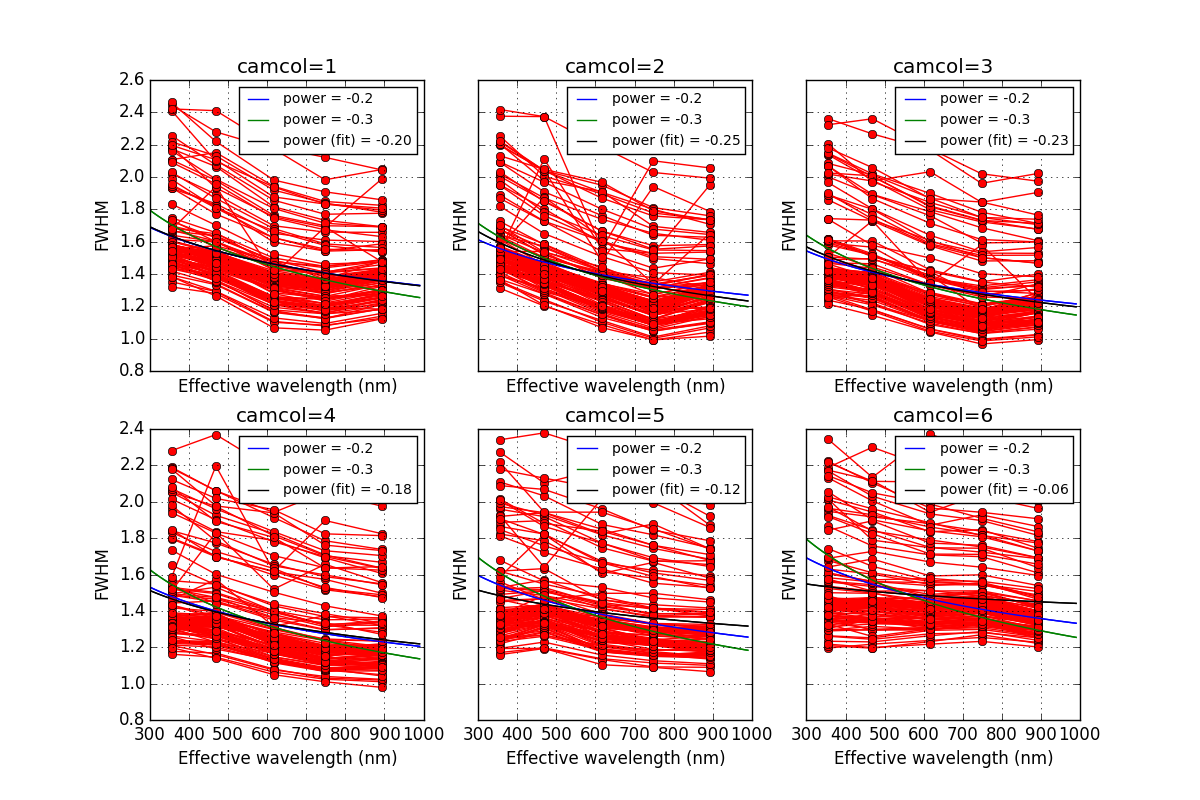 camcol=1
camcol=2
camcol=3
2.6
2.4
2.2
2.0
1.8
1.6
1.4
1.2
1.0
0.8
FWHM
power = -0.2
power = -0.3
power (fit) = -0.20
Effective wavelength (nm)
FWHM
power = -0.2
power = -0.3
power (fit) = -0.25
Effective wavelength (nm)
FWHM
power = -0.2
power = -0.3
power (fit) = -0.23
Effective wavelength (nm)
camcol=4
camcol=5
camcol=6
2.4
2.2
2.0
1.8
1.6
1.4
1.2
1.0
0.8
FWHM
power = -0.2
power = -0.3
power (fit) = -0.18
300 400 500 600 700 800 900 1000
Effective wavelength (nm)
FWHM
power = -0.2
power = -0.3
power (fit) = -0.12
300 400 500 600 700 800 900 1000
Effective wavelength (nm)
FWHM
power = -0.2
power = -0.3
power (fit) = -0.06
300 400 500 600 700 800 900 1000
Effective wavelength (nm)